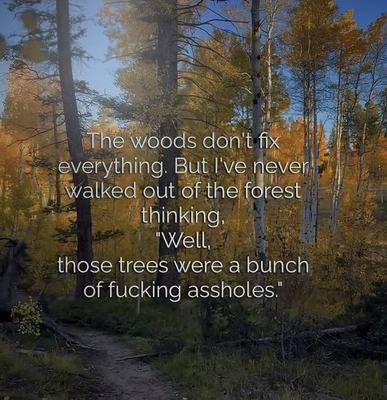 The woods don't fix
everything. But I've never
walked out of the forest
thinking,
"Well,
those trees were a bunch
of fucking assholes."